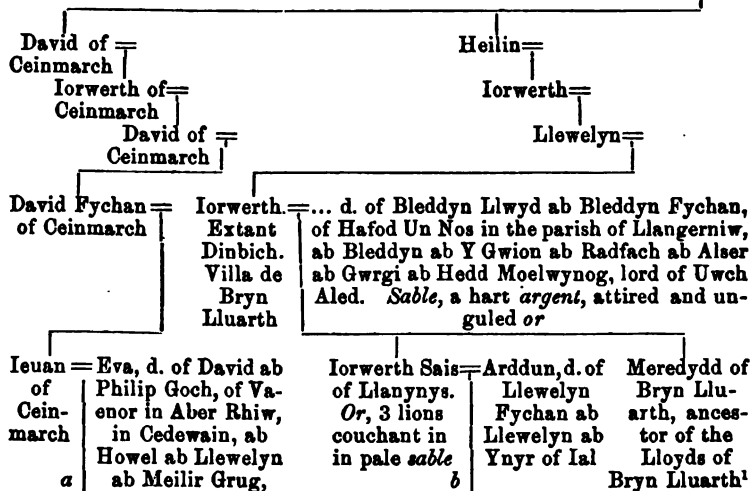 David of =
Ceinmarch
Heilin=
Iorwerth of=
Ceinmarch
Iorwerth=
David of =
Ceinmarch
Llewelyn=
David Fychan=
of Ceinmarch
Iorwerth.=
Extant
Dinbich.
Villa de
Bryn
Lluarth
... d. of Bleddyn Llwyd ab Bleddyn Fychan,
of Hafod Un Nos in the parish of Llangerniw,
ab Bleddyn ab Y Gwion ab Radfach ab Alser
ab Gwrgi ab Hedd Moelwynog, lord of Uwch
Aled. Sable, a hart argent, attired and un-
guled or
Ieuan =
of
Cein-
march
a
Eva, d. of David ab
Philip Goch, of Va-
enor in Aber Rhiw,
in Cedewain, ab
Howel ab Llewelyn
ab Meilir Grug,
Iorwerth Sais=
of Llanynys.
Or, 3 lions
couchant in
in pale sable
b
Arddun, d. of
Llewelyn
Fychan ab
Llewelyn ab
Ynyr of Ial
Meredydd of
Bryn Llu-
arth, ances-
tor of the
Lloyds of
Bryn Lluarth¹